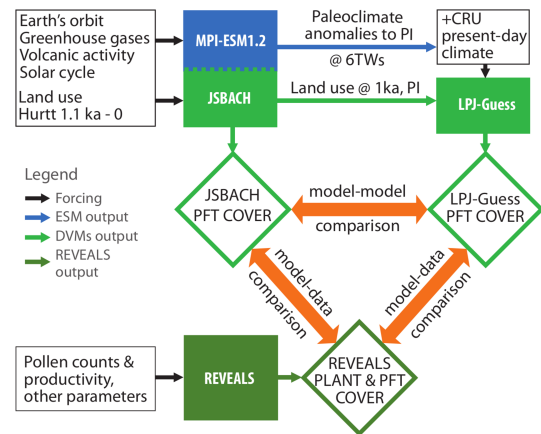 Earth's orbit
Greenhouse gases
Volcanic activity
Solar cycle
Land use
Hurtt 1.1 ka - 0
MPI-ESM1.2
JSBACH
Paleoclimate
anomalies to PI
@ 6TWs
Land use @ 1ka, PI
+CRU
present-day
climate
LPJ-Guess
Legend
Forcing
ESM output
DVMs output
REVEALS
output
JSBACH
PFT COVER
model-model
comparison
LPJ-Guess
PFT COVER
model-data
comparison
model-data
comparison
Pollen counts &
productivity,
other parameters
REVEALS
REVEALS
PLANT & PFT
COVER